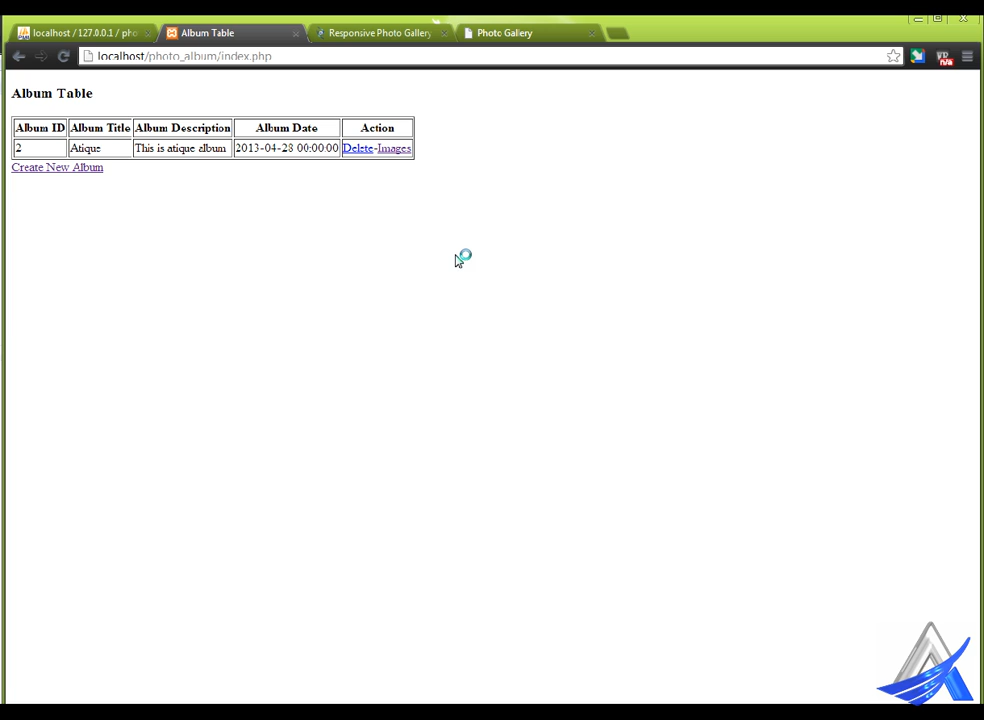 localhost / 127.0.0.1 / pho
Album Table
Responsive Photo Gallery
Photo Gallery
localhost/photo_album/index.php
Album Table
Album ID Album Title Album Description Album Date Action
2 Atique This is atique album 2013-04-28 00:00:00 Delete-Images
Create New Album